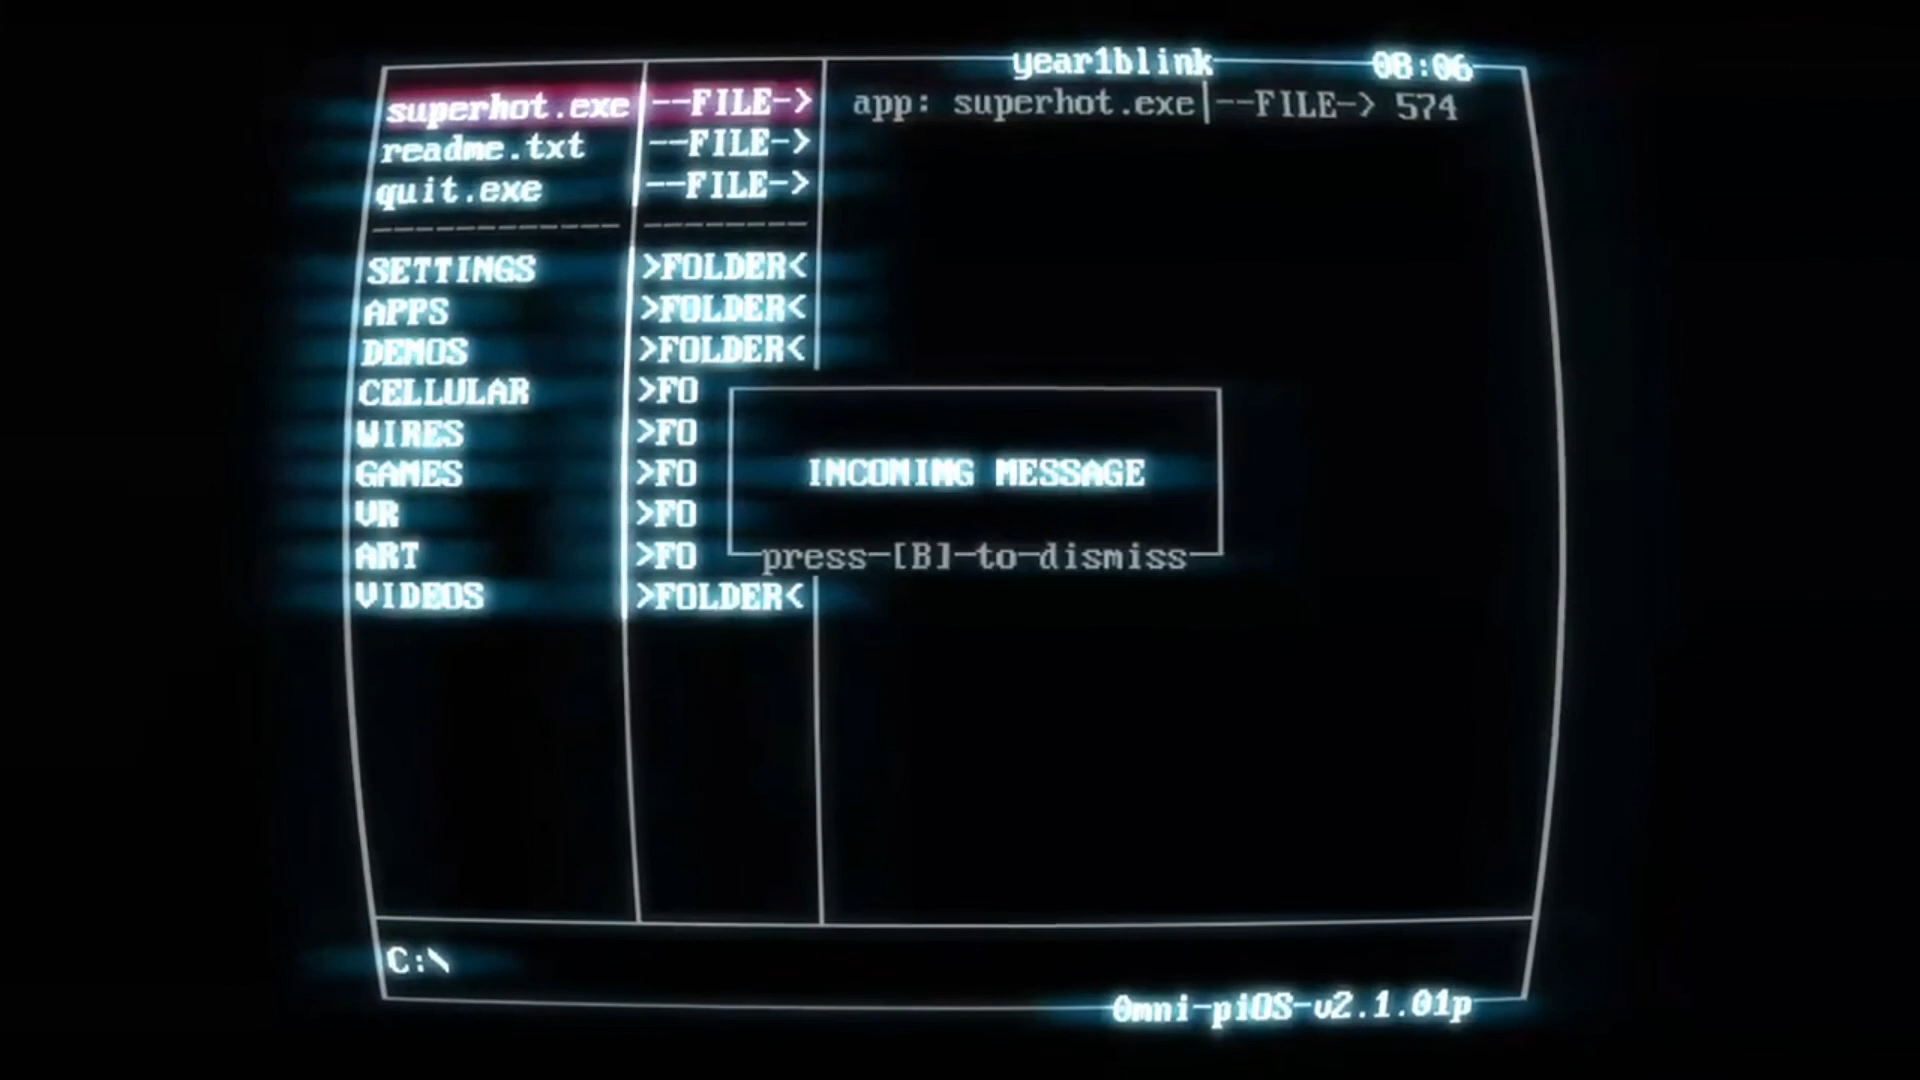 year1blink 08:06
superhot.exe --FILE-> app: superhot.exe|--FILE-> 574
readme.txt --FILE->
quit.exe --FILE->
SETTINGS >FOLDER<
APPS >FOLDER<
DEMOS >FOLDER<
CELLULAR >FO
WIRES >FO
GAMES >FO
VR >FO
ART >FO
VIDEOS >FOLDER<
INCOMING MESSAGE
press-[B]-to-dismiss
C:\
0mni-piOS-v2.1.01p